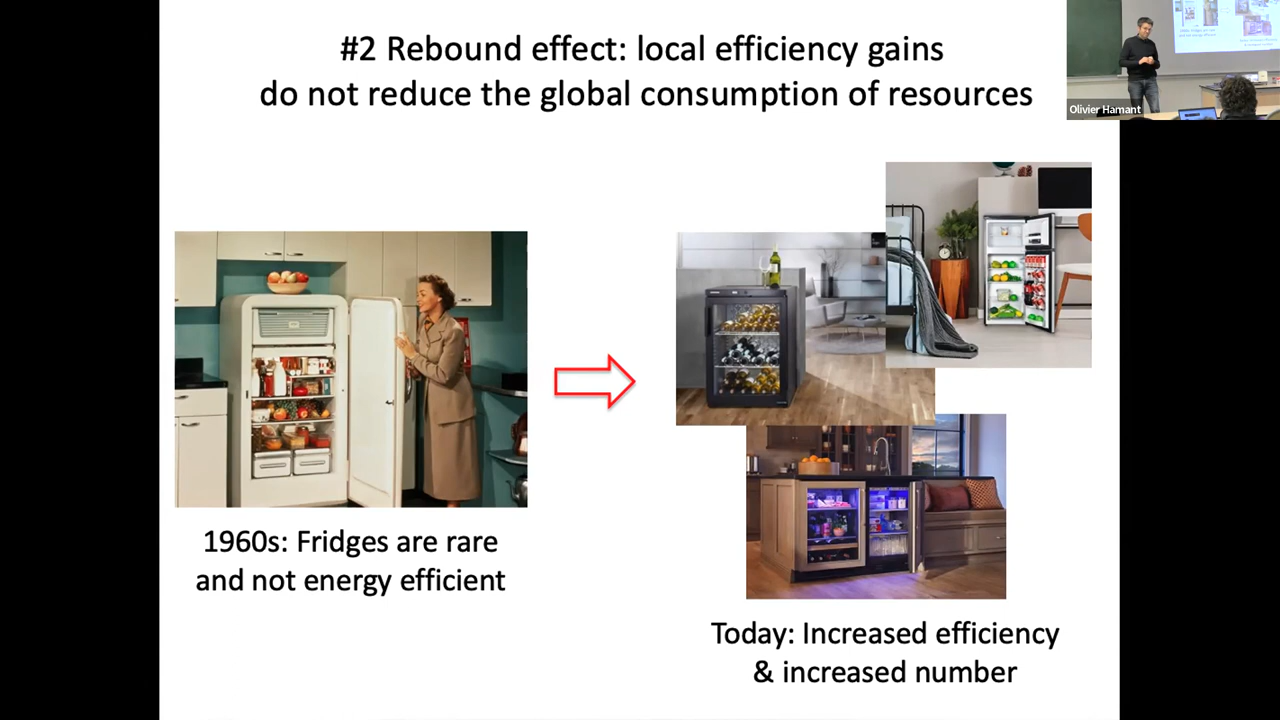 #2 Rebound effect: local efficiency gains
do not reduce the global consumption of resources
Olivier Hamant
1960s: Fridges are rare
and not energy efficient
Today: Increased efficiency
& increased number